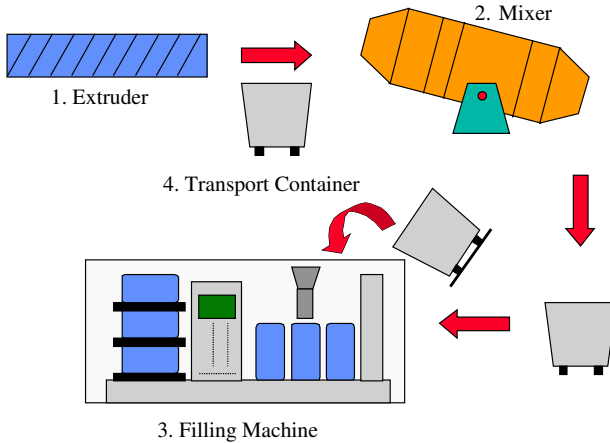 2. Mixer
1. Extruder
4. Transport Container
3. Filling Machine